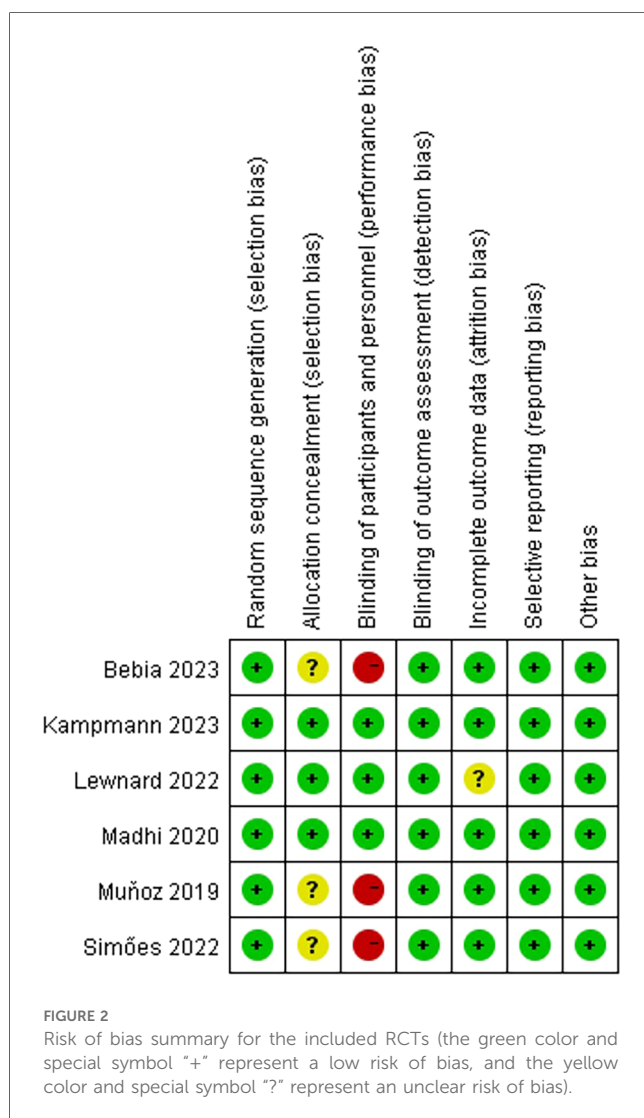 Random sequence generation (selection bias)
Allocation concealment (selection bias)
Blinding of participants and personnel (performance bias)
Blinding of outcome assessment (detection bias)
Incomplete outcome data (attrition bias)
Selective reporting (reporting bias)
Other bias
Bebia 2023 + ? - + + + +
Kampmann 2023 + + + + + + +
Lewnard 2022 + + + + ? + +
Madhi 2020 + + + + + + +
Muňoz 2019 + ? - + + + +
Simőes 2022 + ? - + + + +
FIGURE 2
Risk of bias summary for the included RCTs (the green color and
special symbol “+” represent a low risk of bias, and the yellow
color and special symbol “?” represent an unclear risk of bias).